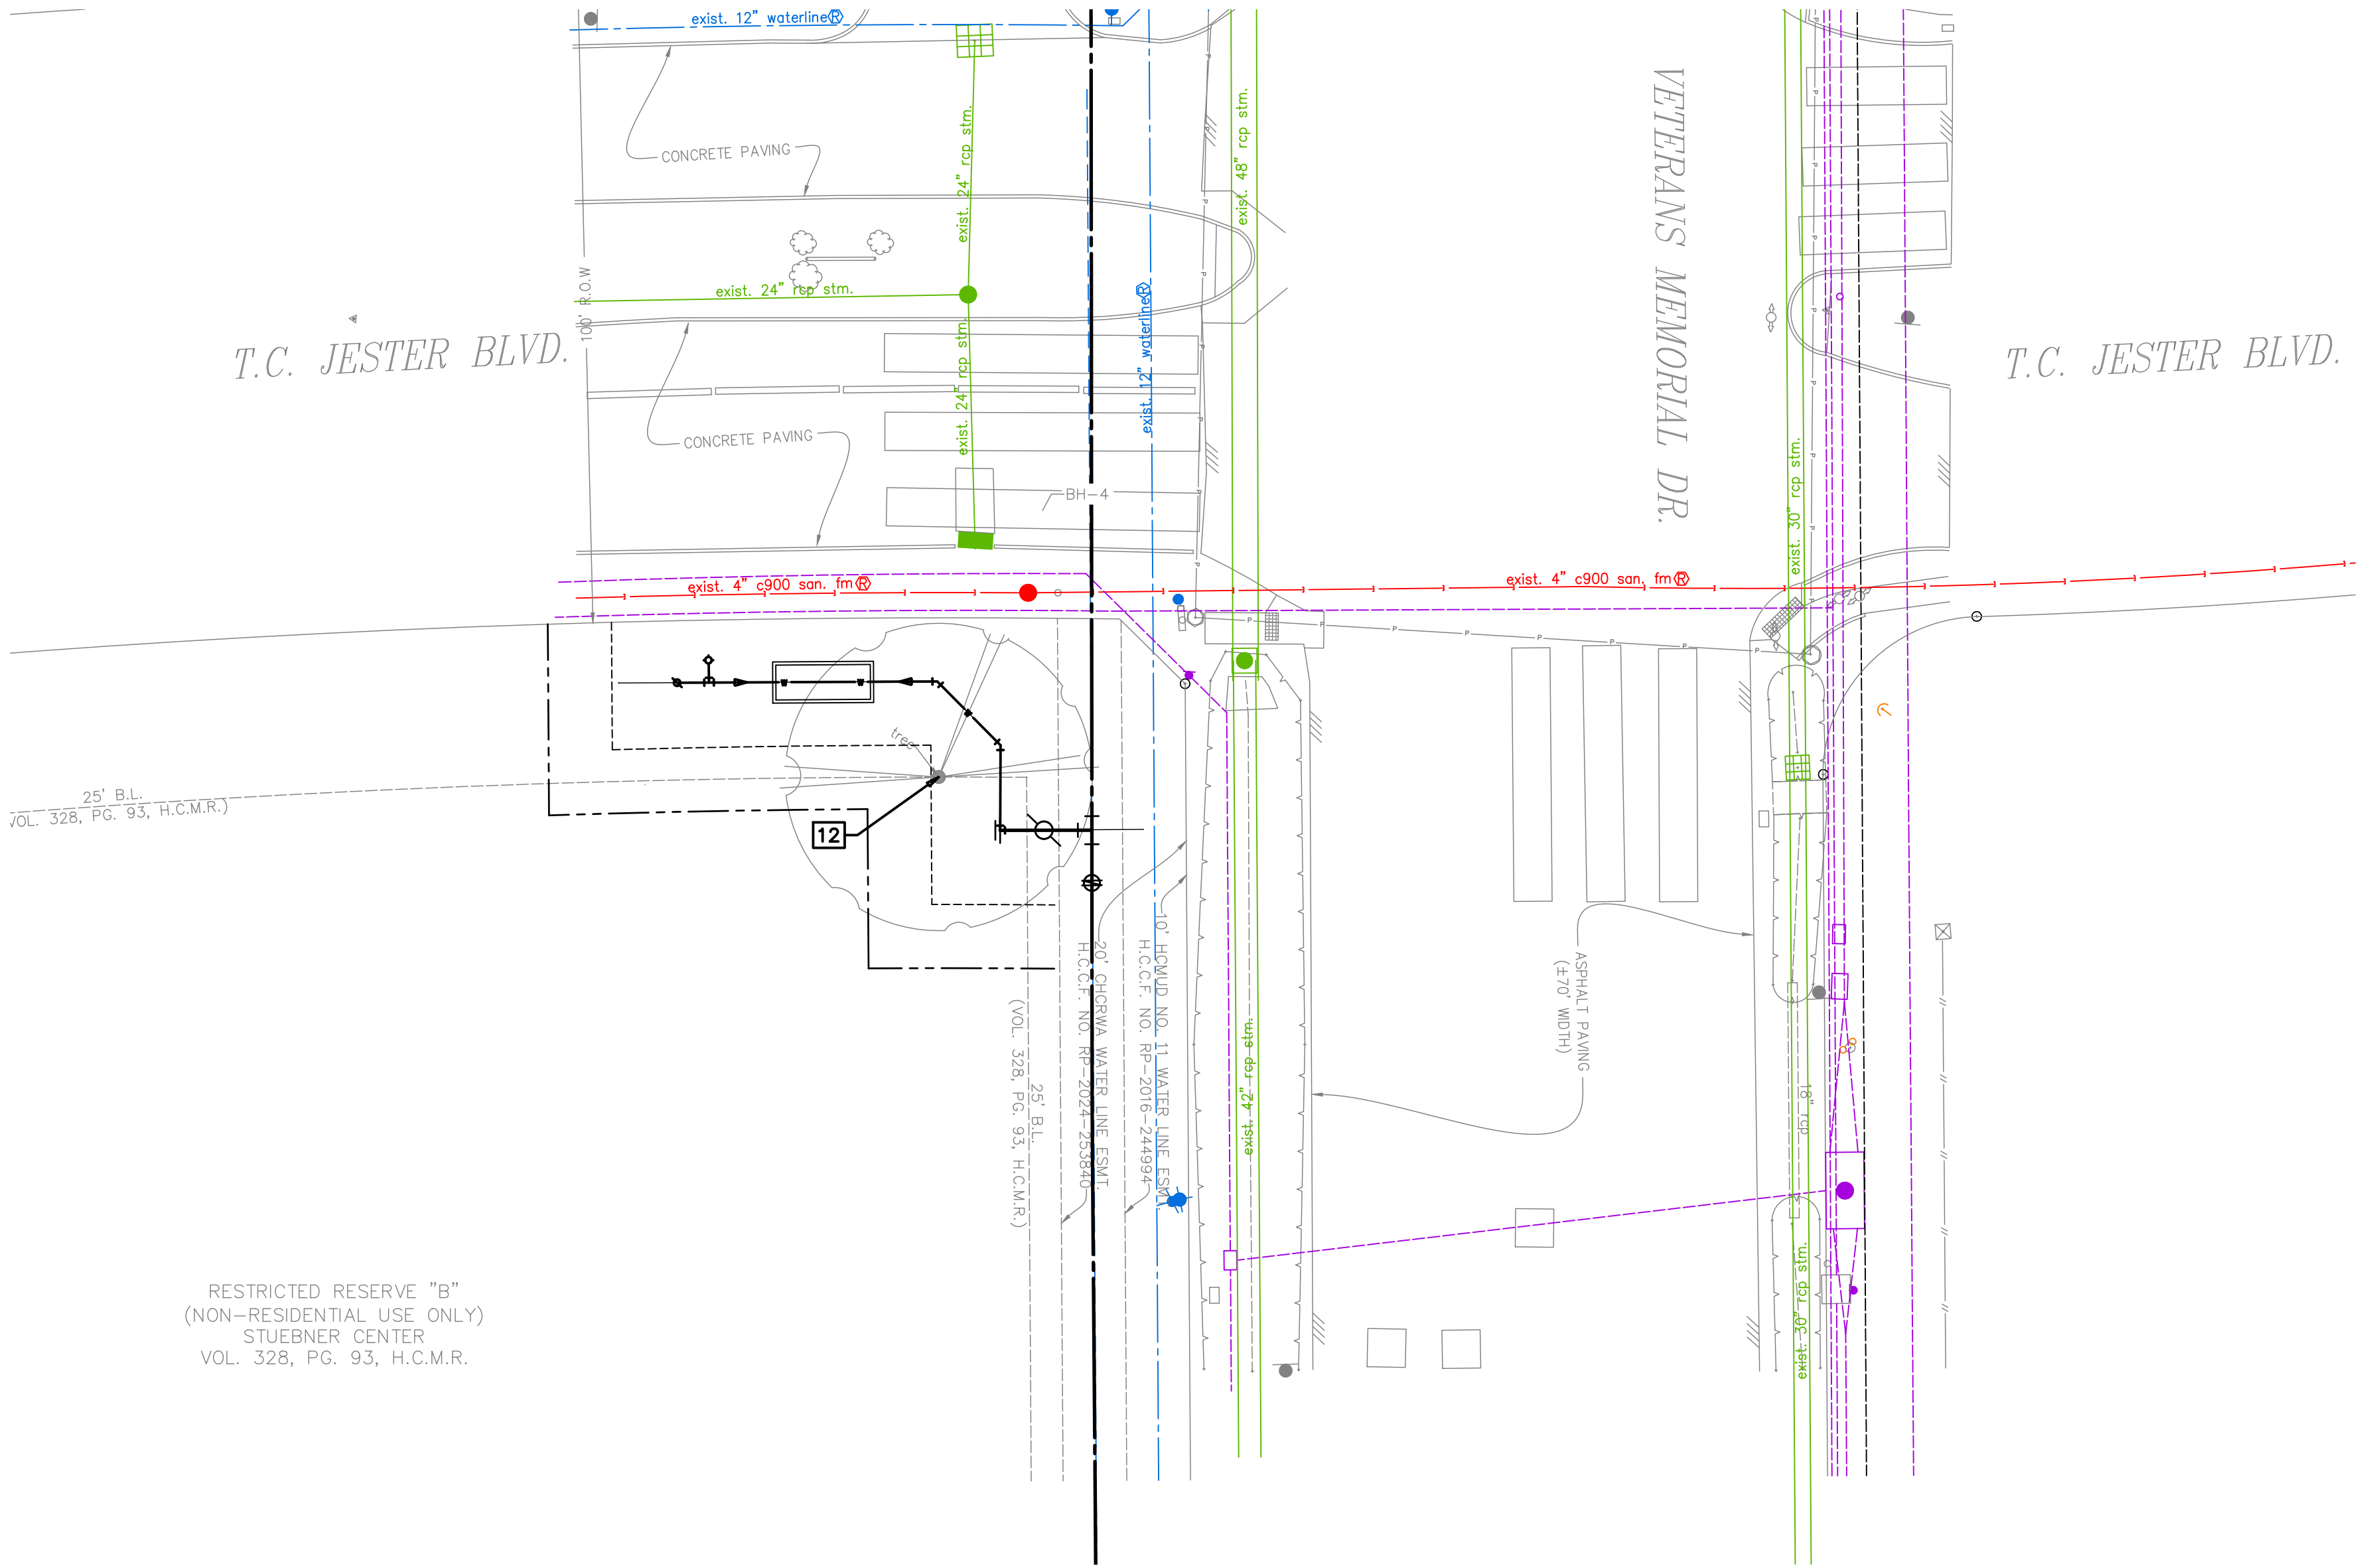 exist. 12" waterline R
CONCRETE PAVING
exist. 24" rcp stm.
exist. 48" rcp stm.
VETERANS MEMORIAL DR.
100' R.O.W
exist. 24" rcp stm.
T.C. JESTER BLVD.
exist. 24" rcp stm.
exist. 12" waterline R
T.C. JESTER BLVD.
CONCRETE PAVING
BH-4
exist. 30" rcp stm.
exist. 4" c900 san. fm R
exist. 4" c900 san. fm R
tree
25' B.L.
VOL. 328, PG. 93, H.C.M.R.)
12
20' CHCRWA WATER LINE ESMT.
H.C.C.F. NO. RP-2024-253840
10' HCMUD NO. 11 WATER LINE ESMT.
H.C.C.F. NO. RP-2016-244994
ASPHALT PAVING
(±70' WIDTH)
25' B.L.
(VOL. 328, PG. 93, H.C.M.R.)
exist. 42" rcp stm.
18" rcp
exist. 30" rcp stm.
RESTRICTED RESERVE "B"
(NON-RESIDENTIAL USE ONLY)
STUEBNER CENTER
VOL. 328, PG. 93, H.C.M.R.